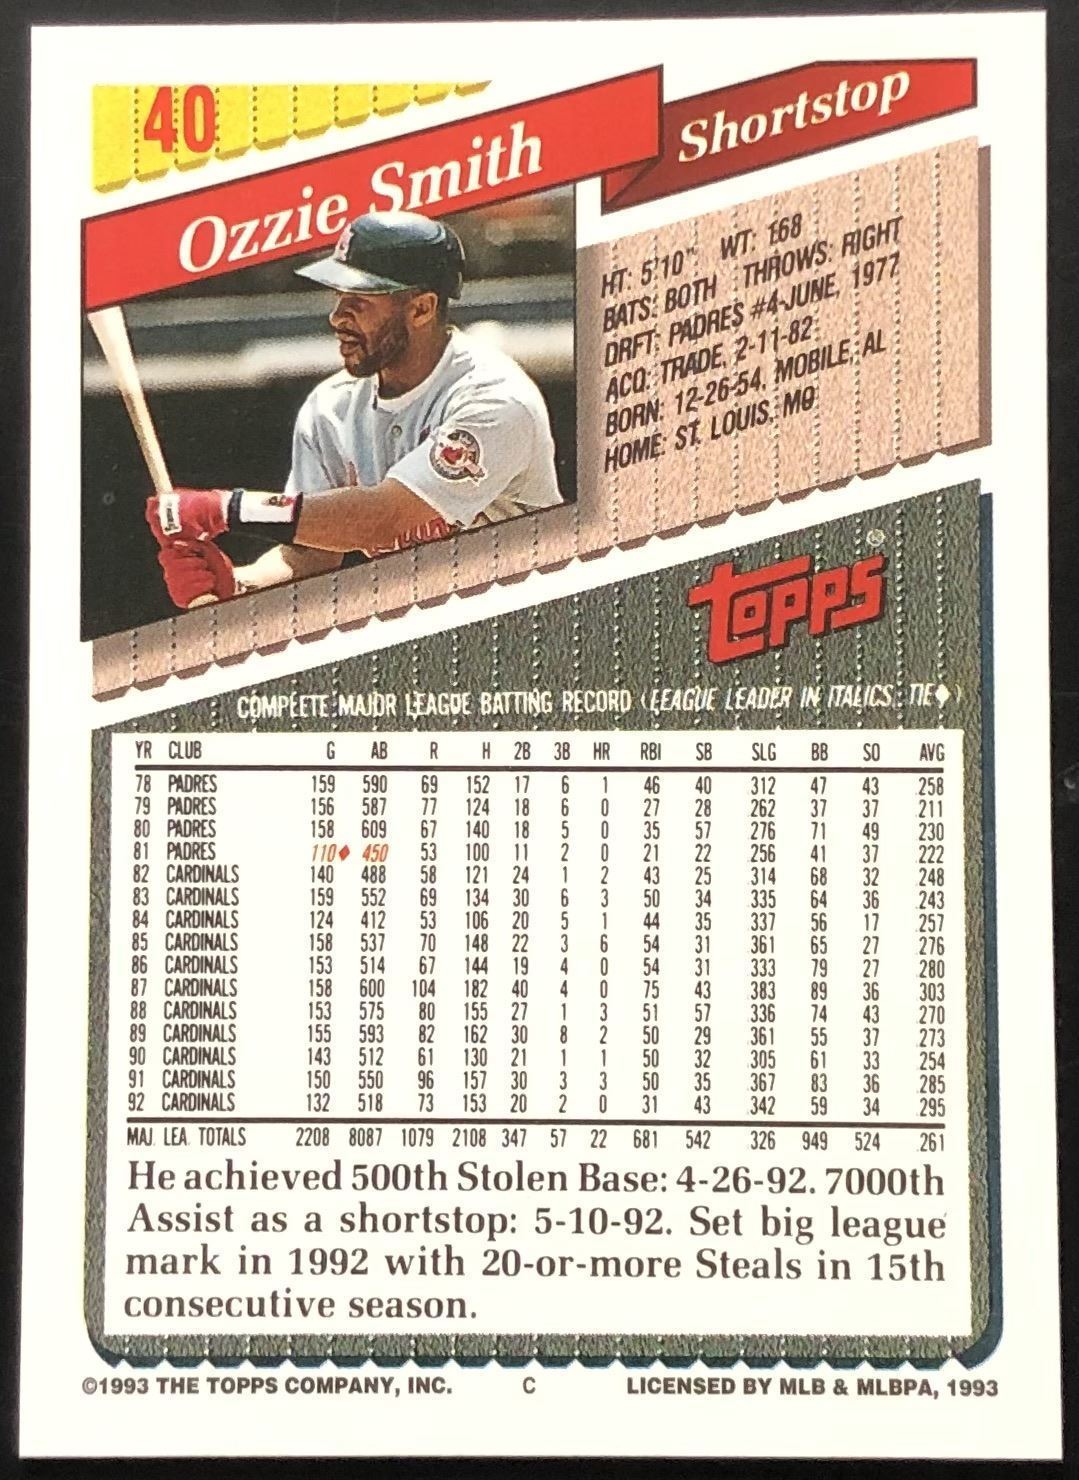 40
Ozzie Smith
Shortstop
HT: 5'10" WT: 168
BATS: BOTH THROWS: RIGHT
DRFT: PADRES #4-JUNE, 1977
ACQ: TRADE, 2-11-82
BORN: 12-26-54, MOBILE, AL
HOME: ST. LOUIS, MO
TOPPS®
COMPLETE MAJOR LEAGUE BATTING RECORD (LEAGUE LEADER IN ITALICS, TIE♦)
YR CLUB G AB R H 2B 3B HR RBI SB SLG BB SO AVG
78 PADRES 159 590 69 152 17 6 1 46 40 .312 47 43 .258
79 PADRES 156 587 77 124 18 6 0 27 28 .262 37 37 .211
80 PADRES 158 609 67 140 18 5 0 35 57 .276 71 49 .230
81 PADRES 110♦ 450 53 100 11 2 0 21 22 .256 41 37 .222
82 CARDINALS 140 488 58 121 24 1 2 43 25 .314 68 32 .248
83 CARDINALS 159 552 69 134 30 6 3 50 34 .335 64 36 .243
84 CARDINALS 124 412 53 106 20 5 1 44 35 .337 56 17 .257
85 CARDINALS 158 537 70 148 22 3 6 54 31 .361 65 27 .276
86 CARDINALS 153 514 67 144 19 4 0 54 31 .333 79 27 .280
87 CARDINALS 158 600 104 182 40 4 0 75 43 .383 89 36 .303
88 CARDINALS 153 575 80 155 27 1 3 51 57 .336 74 43 .270
89 CARDINALS 155 593 82 162 30 8 2 50 29 .361 55 37 .273
90 CARDINALS 143 512 61 130 21 1 1 50 32 .305 61 33 .254
91 CARDINALS 150 550 96 157 30 3 3 50 35 .367 83 36 .285
92 CARDINALS 132 518 73 153 20 2 0 31 43 .342 59 34 .295
MAJ. LEA. TOTALS 2208 8087 1079 2108 347 57 22 681 542 .326 949 524 .261
He achieved 500th Stolen Base: 4-26-92. 7000th
Assist as a shortstop: 5-10-92. Set big league
mark in 1992 with 20-or-more Steals in 15th
consecutive season.
©1993 THE TOPPS COMPANY, INC. C LICENSED BY MLB & MLBPA, 1993